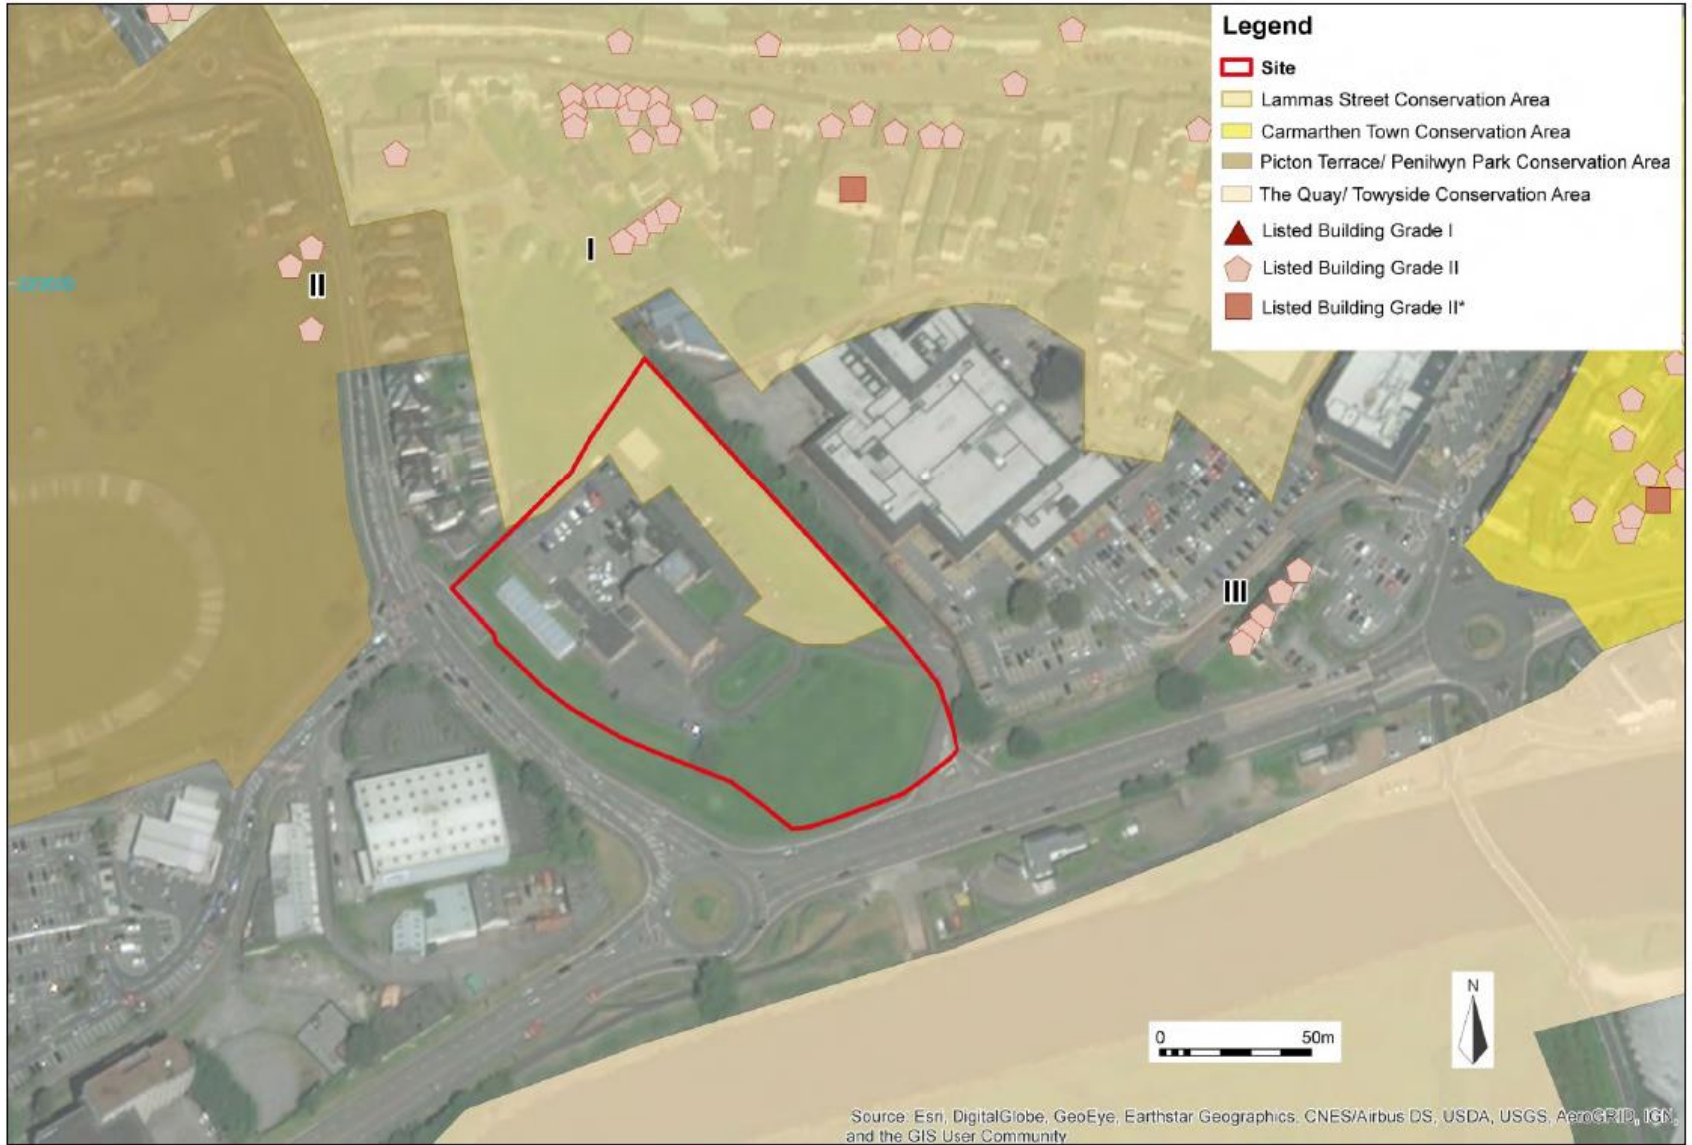 Legend
Site
Lammas Street Conservation Area
Carmarthen Town Conservation Area
Picton Terrace/ Penilwyn Park Conservation Area
The Quay/ Towyside Conservation Area
Listed Building Grade I
Listed Building Grade II
Listed Building Grade II*
I
II
III
N
0 50m
Source: Esri, DigitalGlobe, GeoEye, Earthstar Geographics, CNES/Airbus DS, USDA, USGS, AeroGRID, IGN,
and the GIS User Community